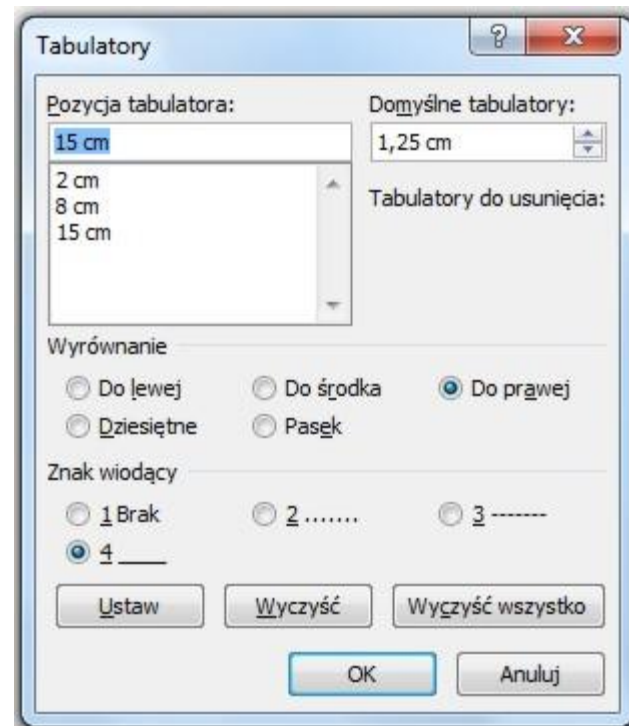 Tabulatory
Pozycja tabulatora:
Domyślne tabulatory:
15 cm
1,25 cm
2 cm
8 cm
15 cm
Tabulatory do usunięcia:
Wyrównanie
Do lewej
Do środka
Do prawej
Dziesiętne
Pasek
Znak wiodący
1 Brak
2 .......
3 -------
4 ____
Ustaw
Wyczyść
Wyczyść wszystko
OK
Anuluj